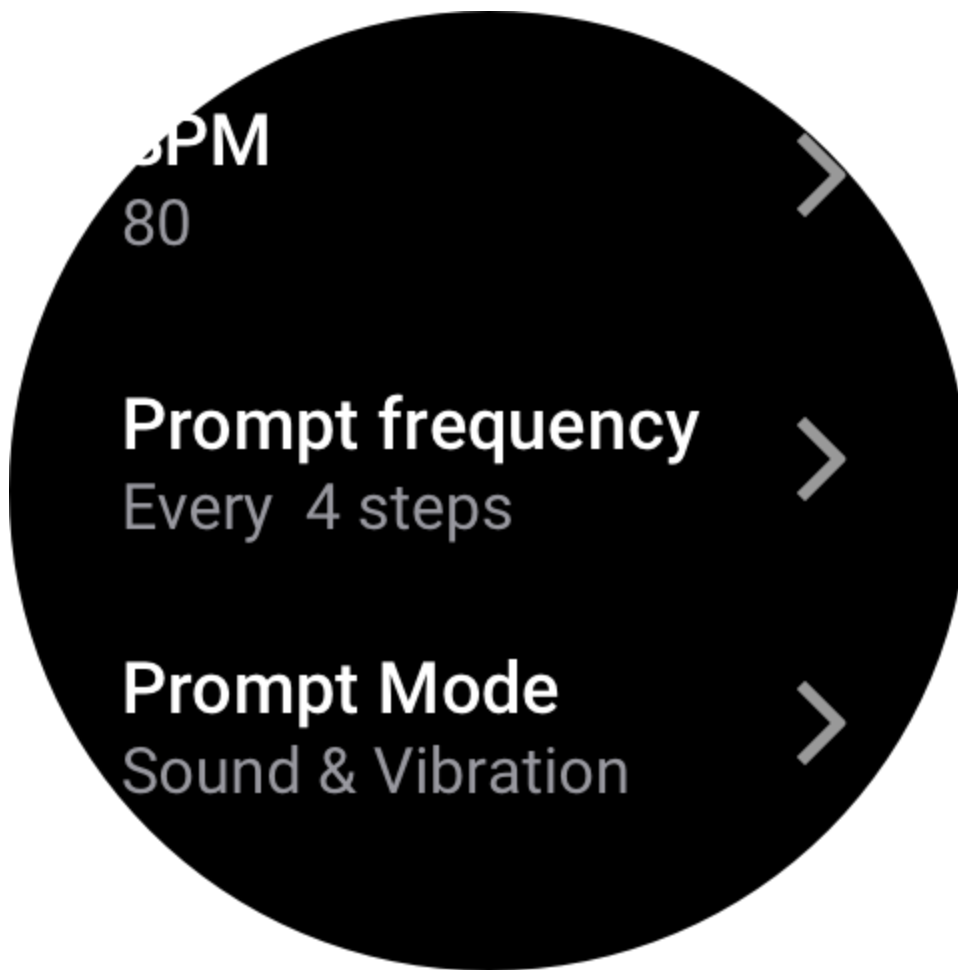 BPM
80
Prompt frequency
Every 4 steps
Prompt Mode
Sound & Vibration